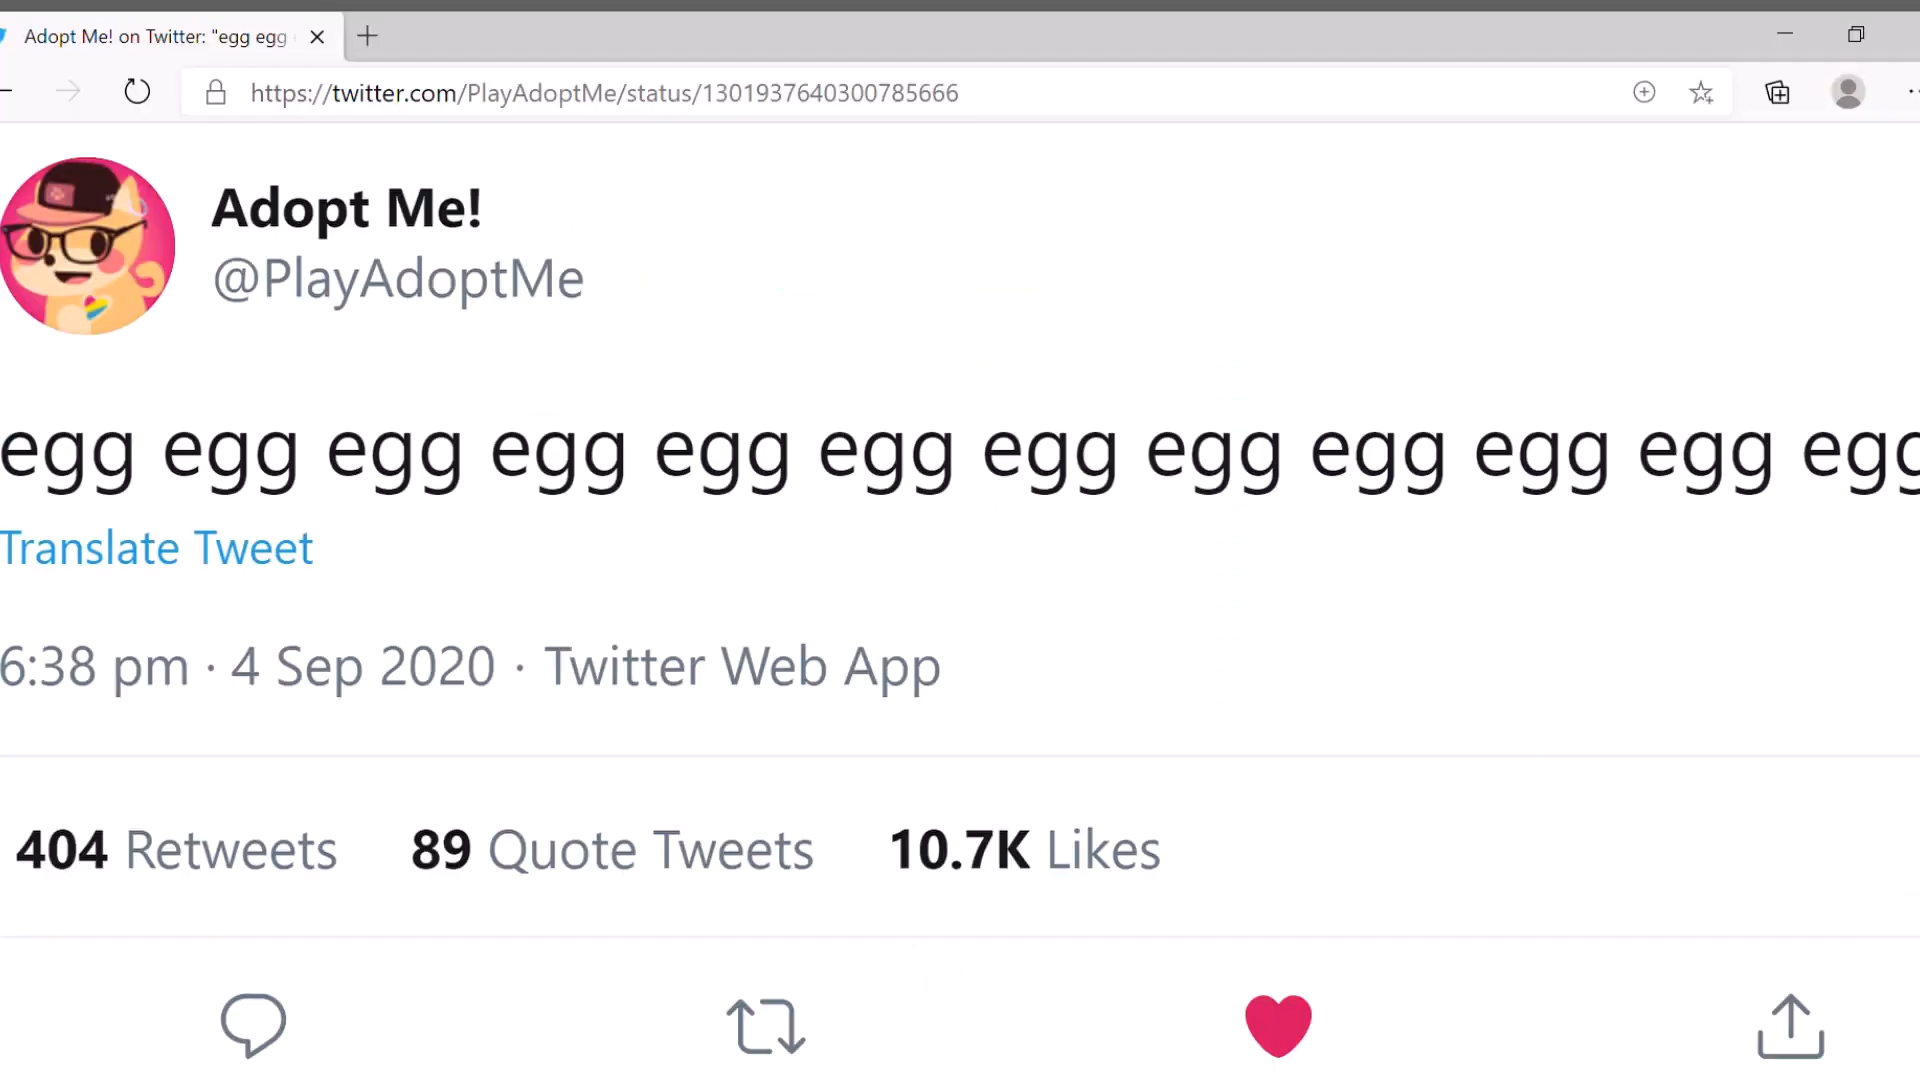 Adopt Me! on Twitter: "egg egg
https://twitter.com/PlayAdoptMe/status/1301937640300785666
Adopt Me!
@PlayAdoptMe
egg egg egg egg egg egg egg egg egg egg egg egg
Translate Tweet
6:38 pm · 4 Sep 2020 · Twitter Web App
404 Retweets 89 Quote Tweets 10.7K Likes